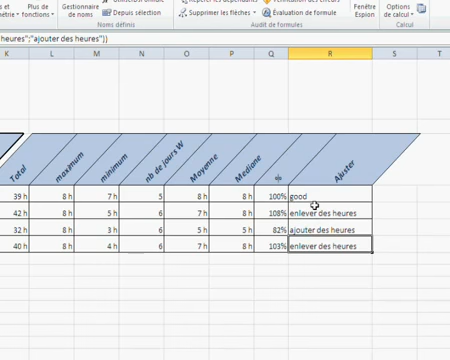 s et
métrie
Plus de
fonctions
Gestionnaire
de noms
Depuis sélection
Noms définis
Supprimer les flèches
Évaluation de formule
Audit de formules
Fenêtre
Espion
Options
de calcul
Calcul
heures";"ajouter des heures"))
K L M N O P Q R S T
Total maximum minimum nb de jours W Moyenne Mediane % Ajuster
39 h 8 h 7 h 5 8 h 8 h 100% good
42 h 8 h 5 h 6 7 h 8 h 108% enlever des heures
32 h 8 h 3 h 6 5 h 5 h 82% ajouter des heures
40 h 8 h 4 h 6 7 h 8 h 103% enlever des heures